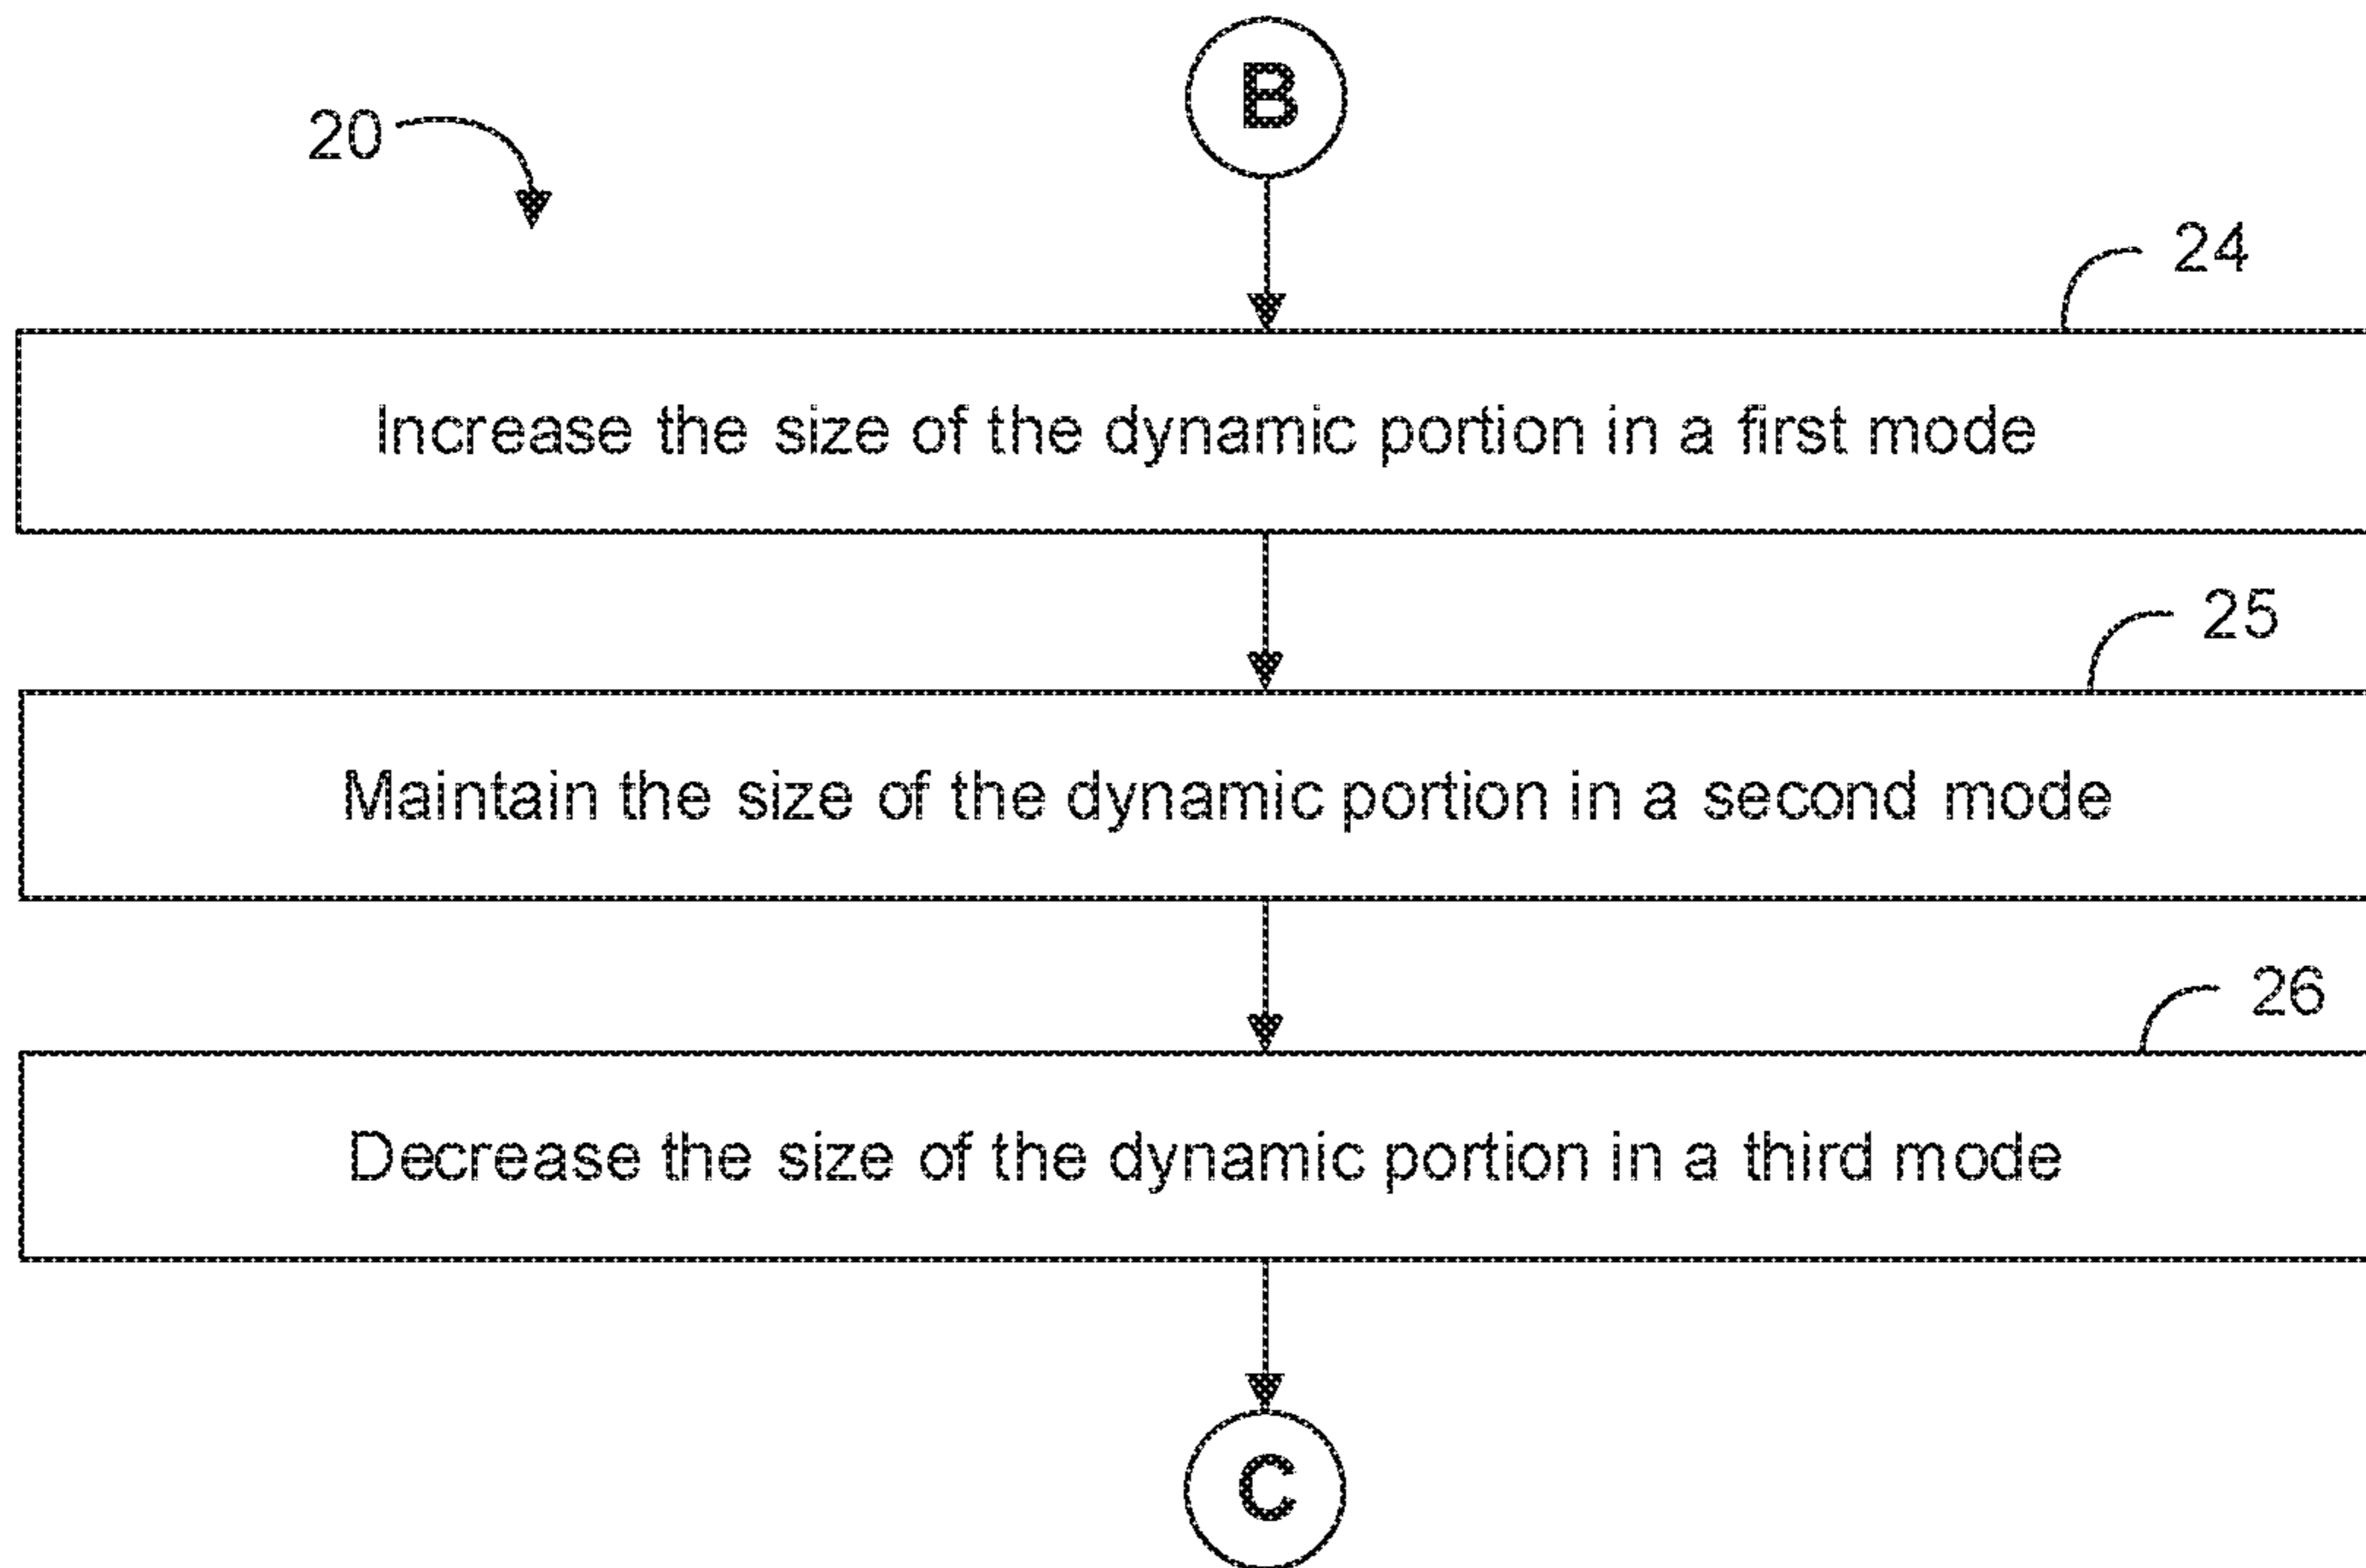 B
20
24
Increase the size of the dynamic portion in a first mode
25
Maintain the size of the dynamic portion in a second mode
26
Decrease the size of the dynamic portion in a third mode
C